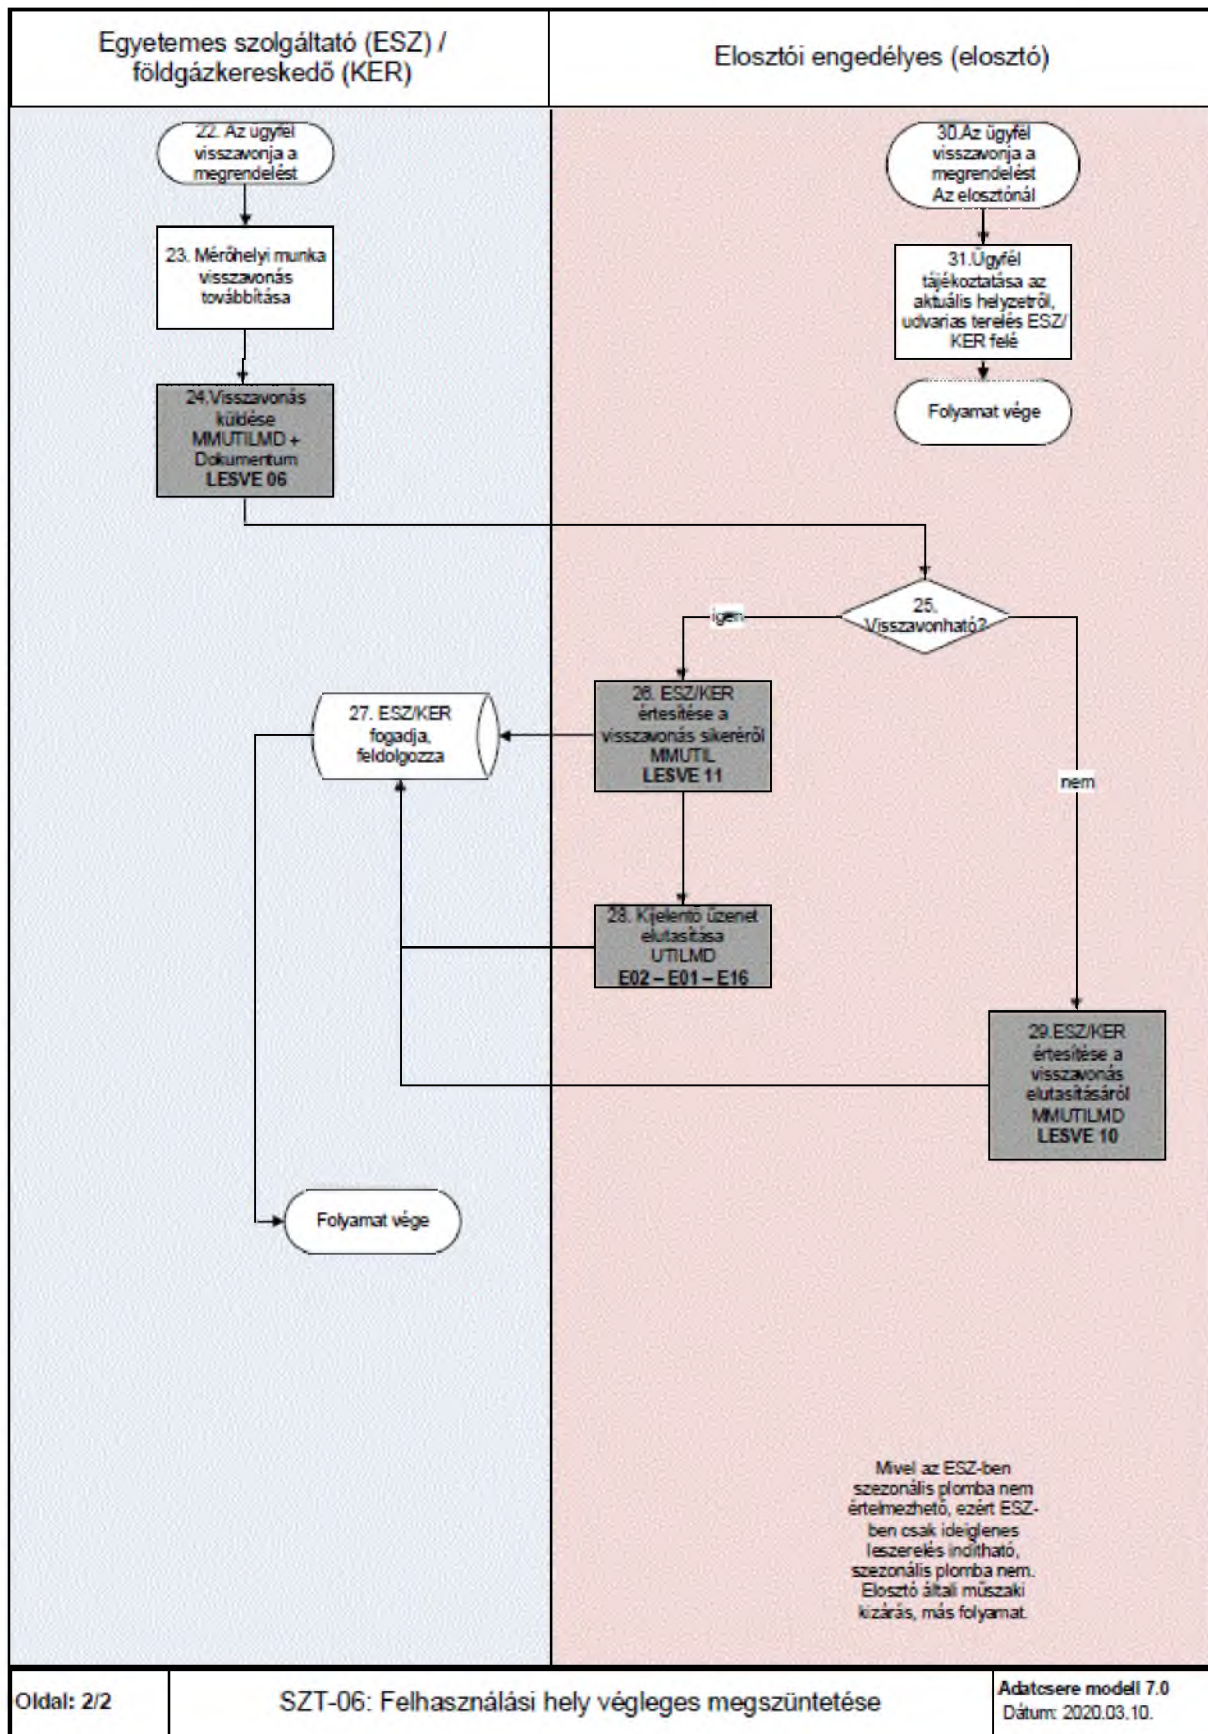 Egyetemes szolgáltató (ESZ) /
földgázkereskedő (KER)
Elosztói engedélyes (elosztó)
22. Az ügyfél
visszavonja a
megrendelést
23. Mérőhelyi munka
visszavonás
továbbítása
24.Visszavonás
küldése
MMUTILMD +
Dokumentum
LESVE 06
30.Az ügyfél
visszavonja a
megrendelést
Az elosztónál
31.Ügyfél
tájékoztatása az
aktuális helyzetről,
udvarias terelés ESZ/
KER felé
Folyamat vége
25.
Visszavonható?
igen
nem
26. ESZ/KER
értesítése a
visszavonás sikeréről
MMUTIL
LESVE 11
27. ESZ/KER
fogadja,
feldolgozza
28. Kijelentő üzenet
elutasítása
UTILMD
E02 – E01 – E16
29.ESZ/KER
értesítése a
visszavonás
elutasításáról
MMUTILMD
LESVE 10
Folyamat vége
Mivel az ESZ-ben
szezonális plomba nem
értelmezhető, ezért ESZ-
ben csak ideiglenes
leszerelés indítható,
szezonális plomba nem.
Elosztó általi műszaki
kizárás, más folyamat.
Oldal: 2/2
SZT-06: Felhasználási hely végleges megszüntetése
Adatcsere modell 7.0
Dátum: 2020.03.10.